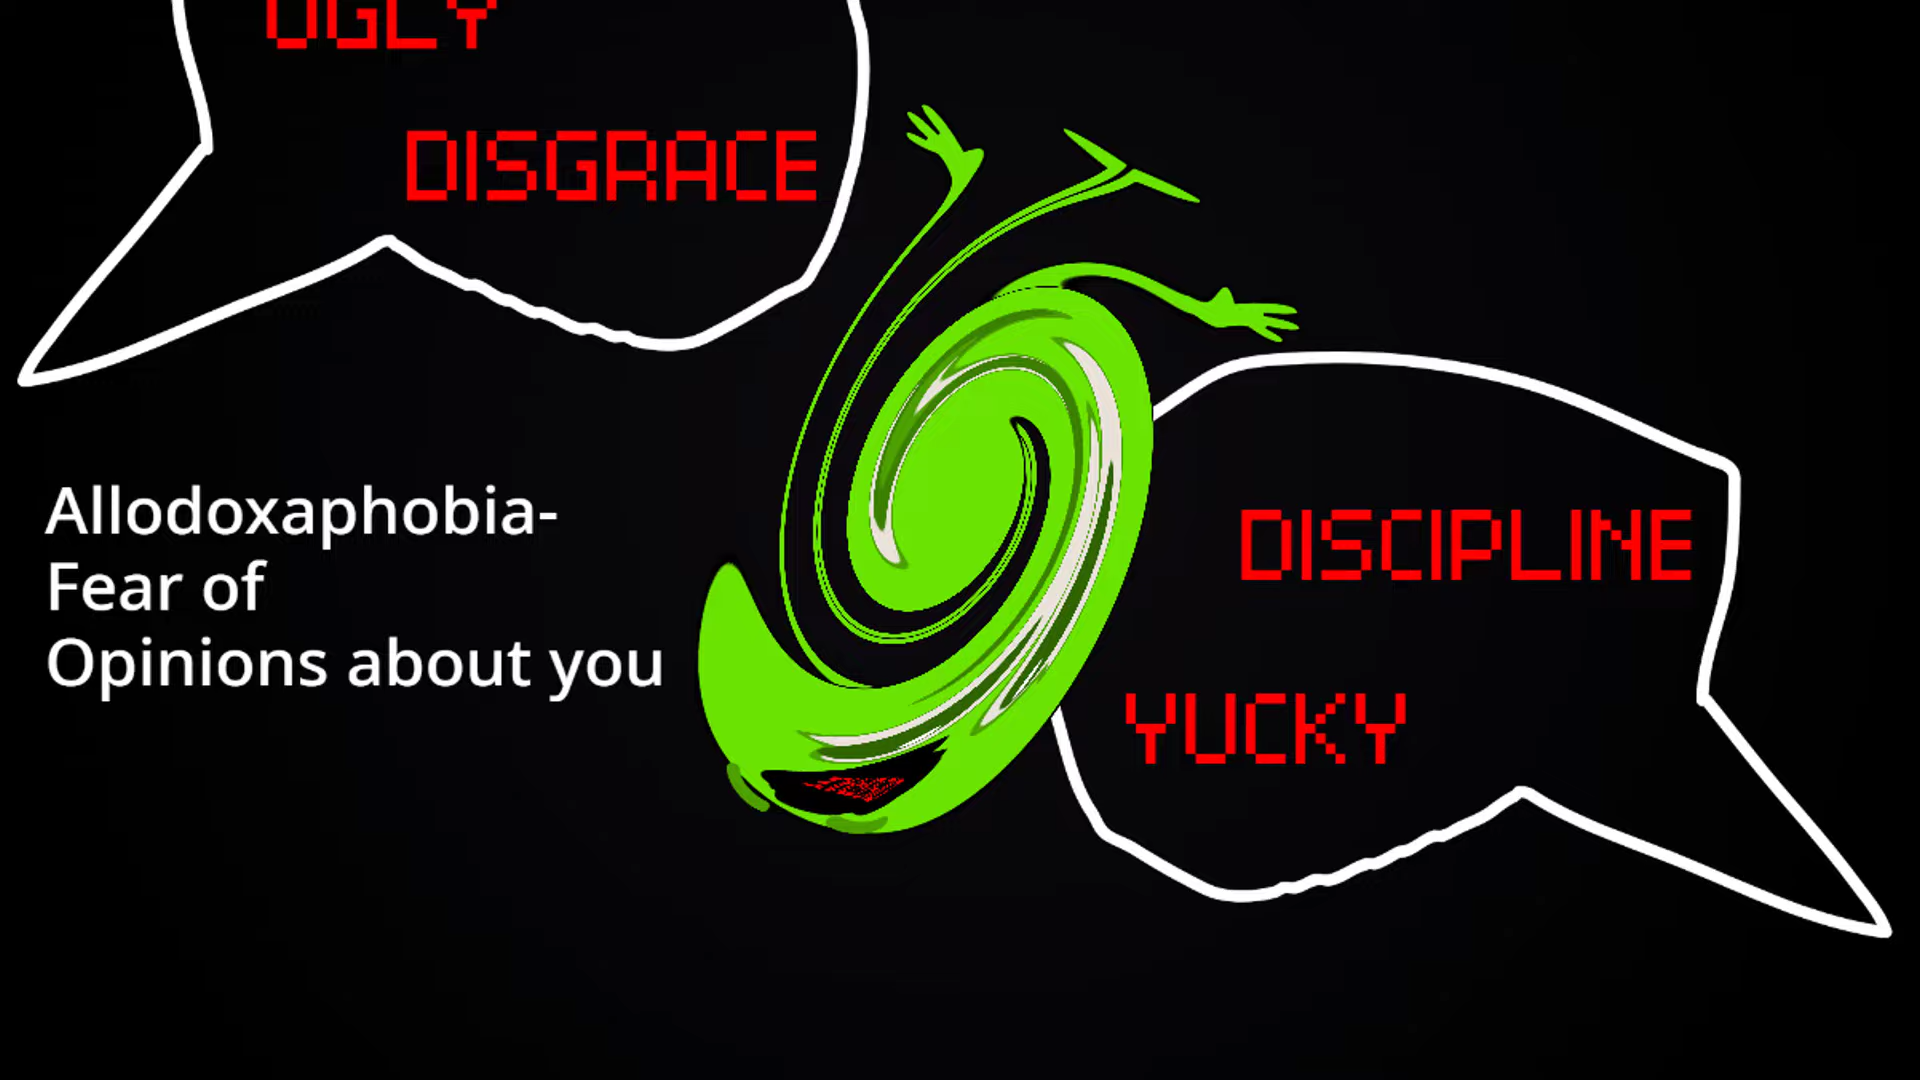 UGLY
DISGRACE
Allodoxaphobia-
Fear of
Opinions about you
DISCIPLINE
YUCKY